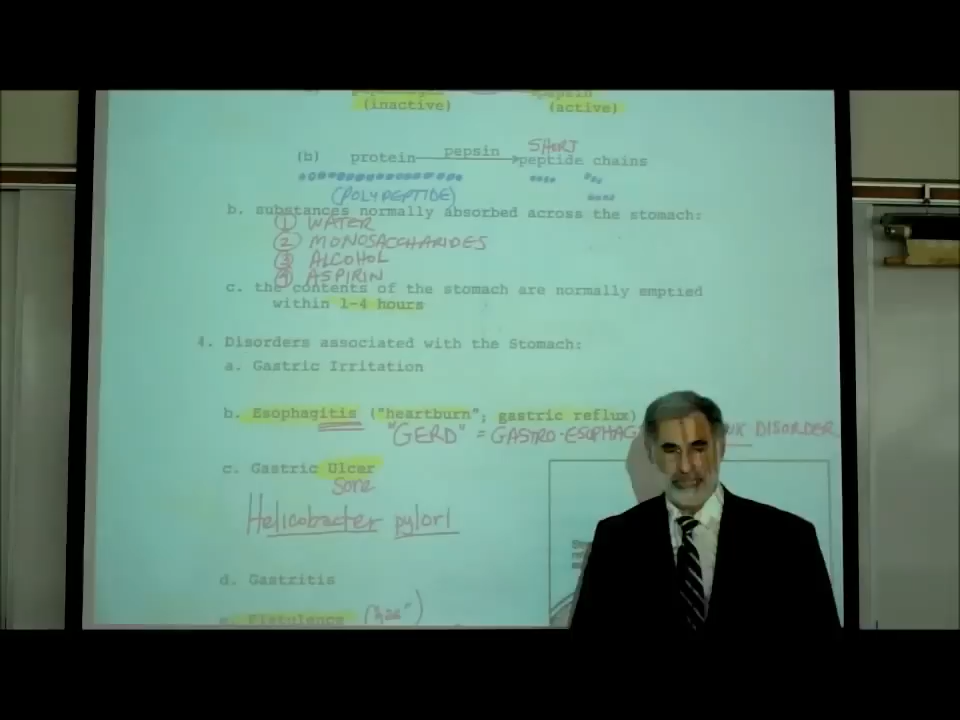 (inactive) (active)
SHORT
(b) protein pepsin peptide chains
(POLYPEPTIDE)
b. substances normally absorbed across the stomach:
① WATER
② MONOSACCHARIDES
③ ALCOHOL
④ ASPIRIN
c. the contents of the stomach are normally emptied
within 1-4 hours
4. Disorders associated with the Stomach:
a. Gastric Irritation
b. Esophagitis ("heartburn"; gastric reflux)
"GERD" = GASTRO-ESOPHAG DISORDER
c. Gastric Ulcer
Sore
Helicobacter pylori
d. Gastritis
e. Flatulence ("gas")